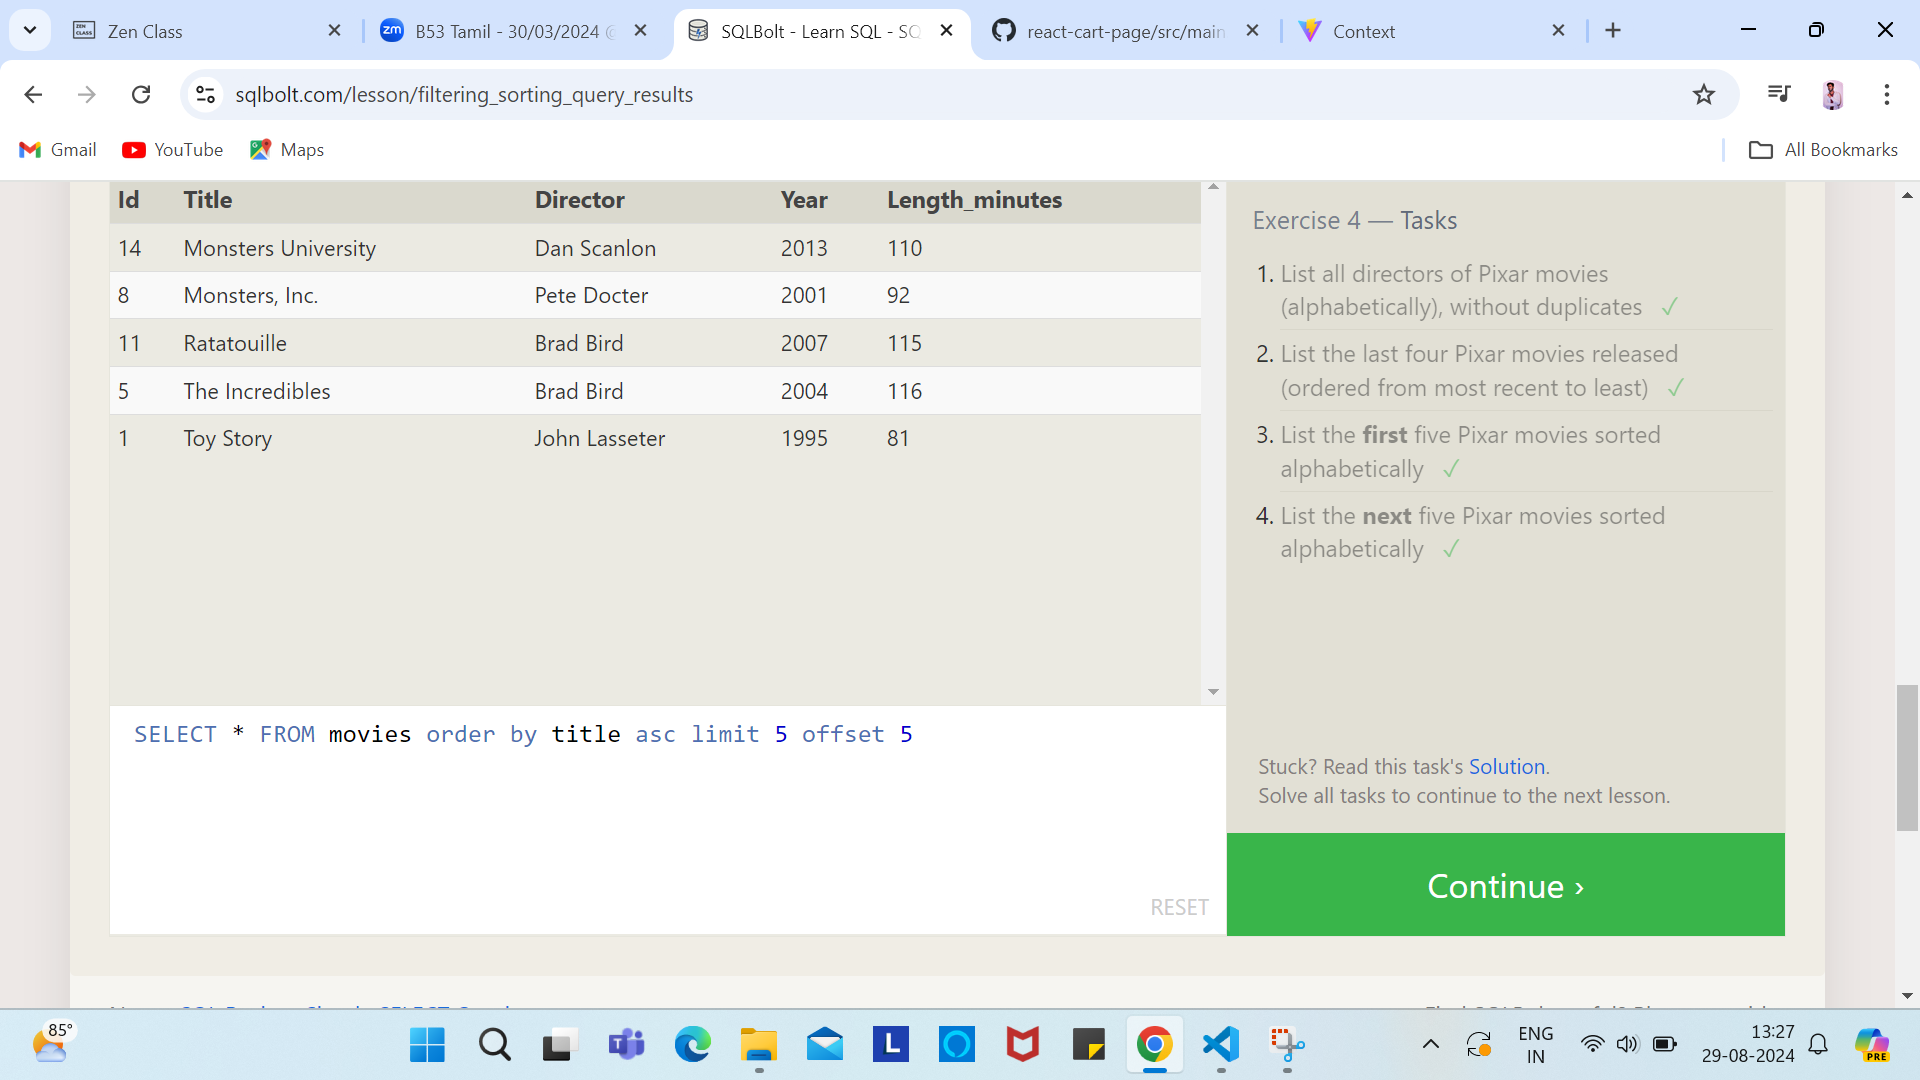 Zen Class
B53 Tamil - 30/03/2024
SQLBolt - Learn SQL - SQ
react-cart-page/src/main
Context
sqlbolt.com/lesson/filtering_sorting_query_results
Gmail
YouTube
Maps
All Bookmarks
Id Title Director Year Length_minutes
14 Monsters University Dan Scanlon 2013 110
8 Monsters, Inc. Pete Docter 2001 92
11 Ratatouille Brad Bird 2007 115
5 The Incredibles Brad Bird 2004 116
1 Toy Story John Lasseter 1995 81
SELECT * FROM movies order by title asc limit 5 offset 5
RESET
Exercise 4 — Tasks
1. List all directors of Pixar movies
(alphabetically), without duplicates ✓
2. List the last four Pixar movies released
(ordered from most recent to least) ✓
3. List the first five Pixar movies sorted
alphabetically ✓
4. List the next five Pixar movies sorted
alphabetically ✓
Stuck? Read this task's Solution.
Solve all tasks to continue to the next lesson.
Continue ›
85°
ENG
IN
13:27
29-08-2024
PRE